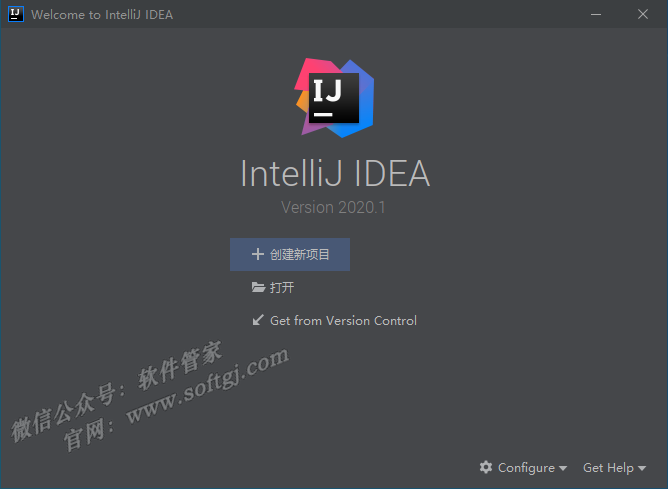 Welcome to IntelliJ IDEA
IJ
IntelliJ IDEA
Version 2020.1
创建新项目
打开
Get from Version Control
微信公众号：软件管家
官网：www.softgj.com
Configure
Get Help